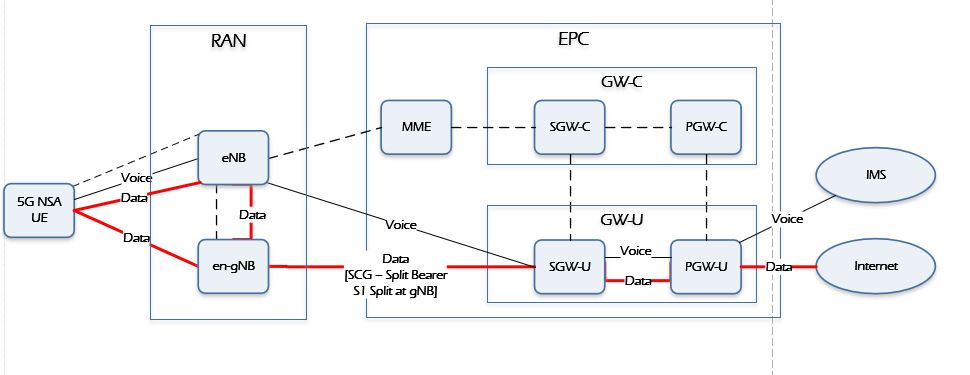 RAN
EPC
GW-C
MME
SGW-C
PGW-C
eNB
Voice
Data
5G NSA
UE
Data
Data
en-gNB
Voice
Data
[SCG – Split Bearer
S1 Split at gNB]
GW-U
SGW-U
Voice
Data
PGW-U
Voice
Data
IMS
Internet